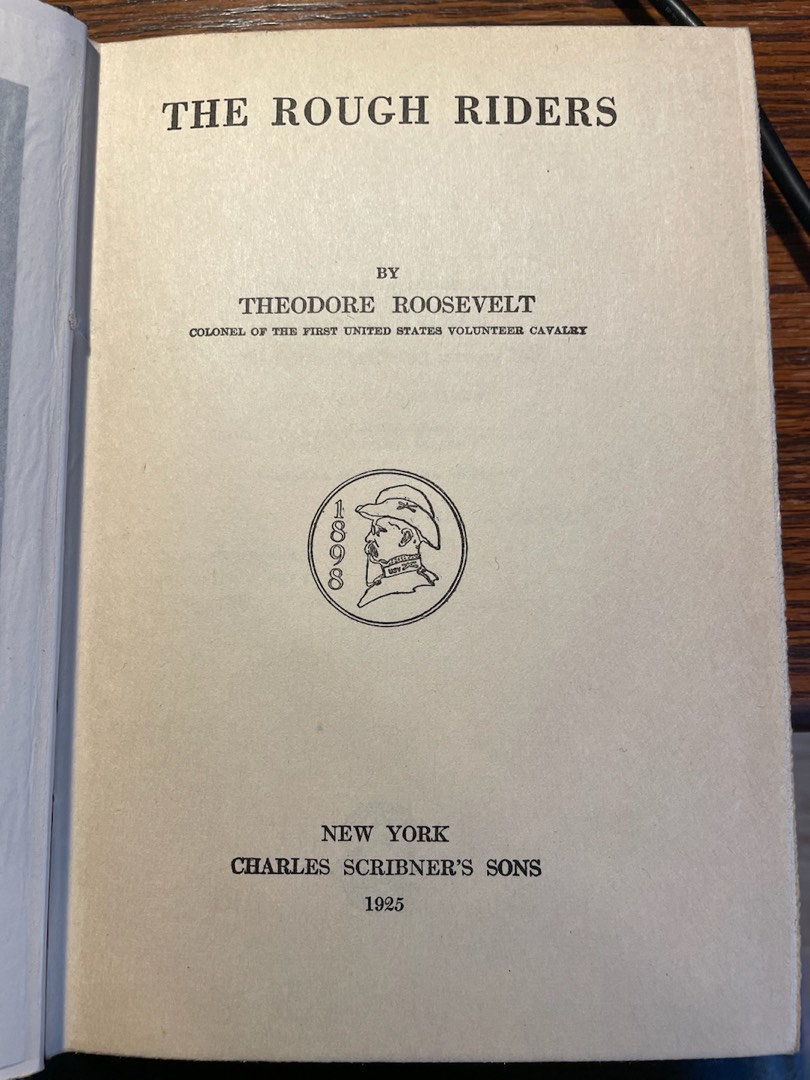 THE ROUGH RIDERS
BY
THEODORE ROOSEVELT
COLONEL OF THE FIRST UNITED STATES VOLUNTEER CAVALRY
1898
USV
NEW YORK
CHARLES SCRIBNER'S SONS
1925